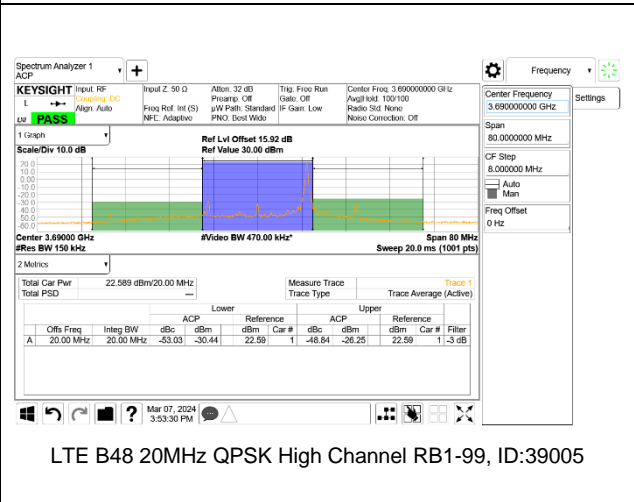 Spectrum Analyzer 1
ACP
Frequency
KEYSIGHT Input: RF Input Z: 50 Ω Atten: 32 dB Trig: Free Run Center Freq: 3.690000000 GHz
Coupling: DC Preamp: Off Gate: Off Avg|Hold: 100/100
L Align: Auto Freq Ref: Int (S) µW Path: Standard IF Gain: Low Radio Std: None
NFE: Adaptive PNO: Best Wide Noise Correction: Off
PASS
Center Frequency
3.690000000 GHz
Settings
Span
80.0000000 MHz
CF Step
8.000000 MHz
Auto
Man
Freq Offset
0 Hz
1 Graph
Ref Lvl Offset 15.92 dB
Scale/Div 10.0 dB Ref Value 30.00 dBm
20.0
10.0
0.00
-10.0
-20.0
-30.0
-40.0
-50.0
-60.0
Center 3.69000 GHz #Video BW 470.00 kHz* Span 80 MHz
#Res BW 150 kHz Sweep 20.0 ms (1001 pts)
2 Metrics
Total Car Pwr 22.589 dBm/20.00 MHz Measure Trace Trace 1
Total PSD --- Trace Type Trace Average (Active)
Lower Upper
ACP Reference ACP Reference
Offs Freq Integ BW dBc dBm dBm Car # dBc dBm dBm Car # Filter
A 20.00 MHz 20.00 MHz -53.03 -30.44 22.59 1 -48.84 -26.25 22.59 1 -3 dB
Mar 07, 2024
3:53:30 PM
LTE B48 20MHz QPSK High Channel RB1-99, ID:39005